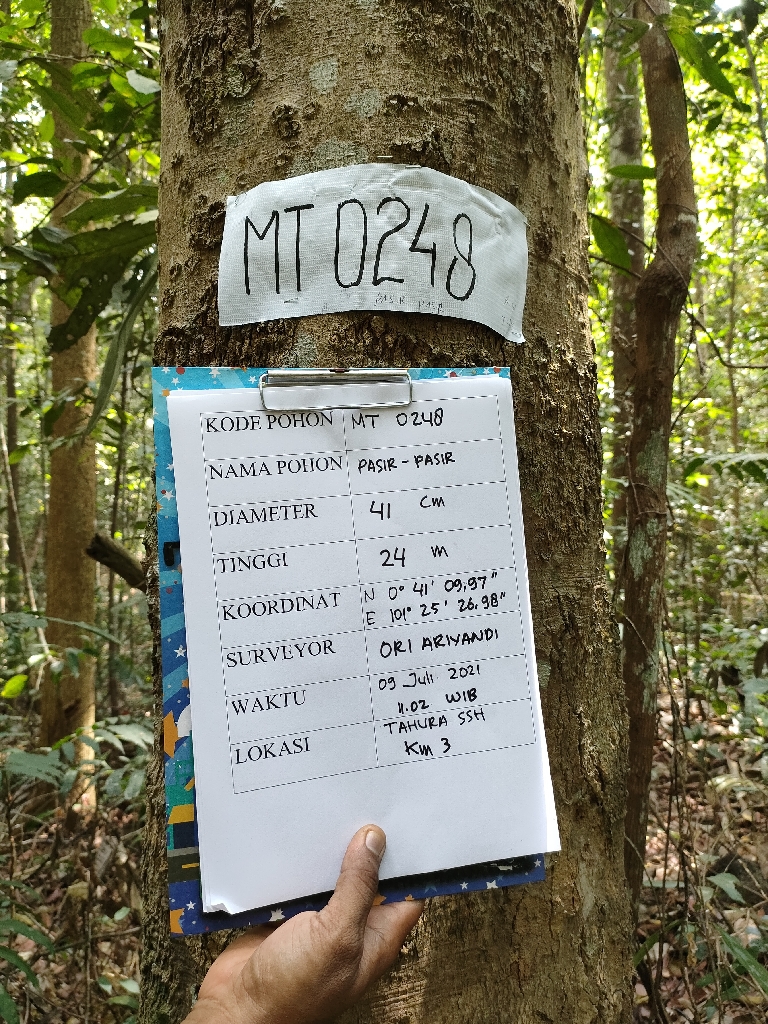 MT 0248
PASIR PASIR
KODE POHON MT 0248
NAMA POHON PASIR - PASIR
DIAMETER 41 Cm
TINGGI 24 m
KOORDINAT N 0° 41' 09,97"
E 101° 25' 26,98"
SURVEYOR ORI ARIYANDI
WAKTU 09 Juli 2021
11.02 WIB
LOKASI TAHURA SSH
Km 3